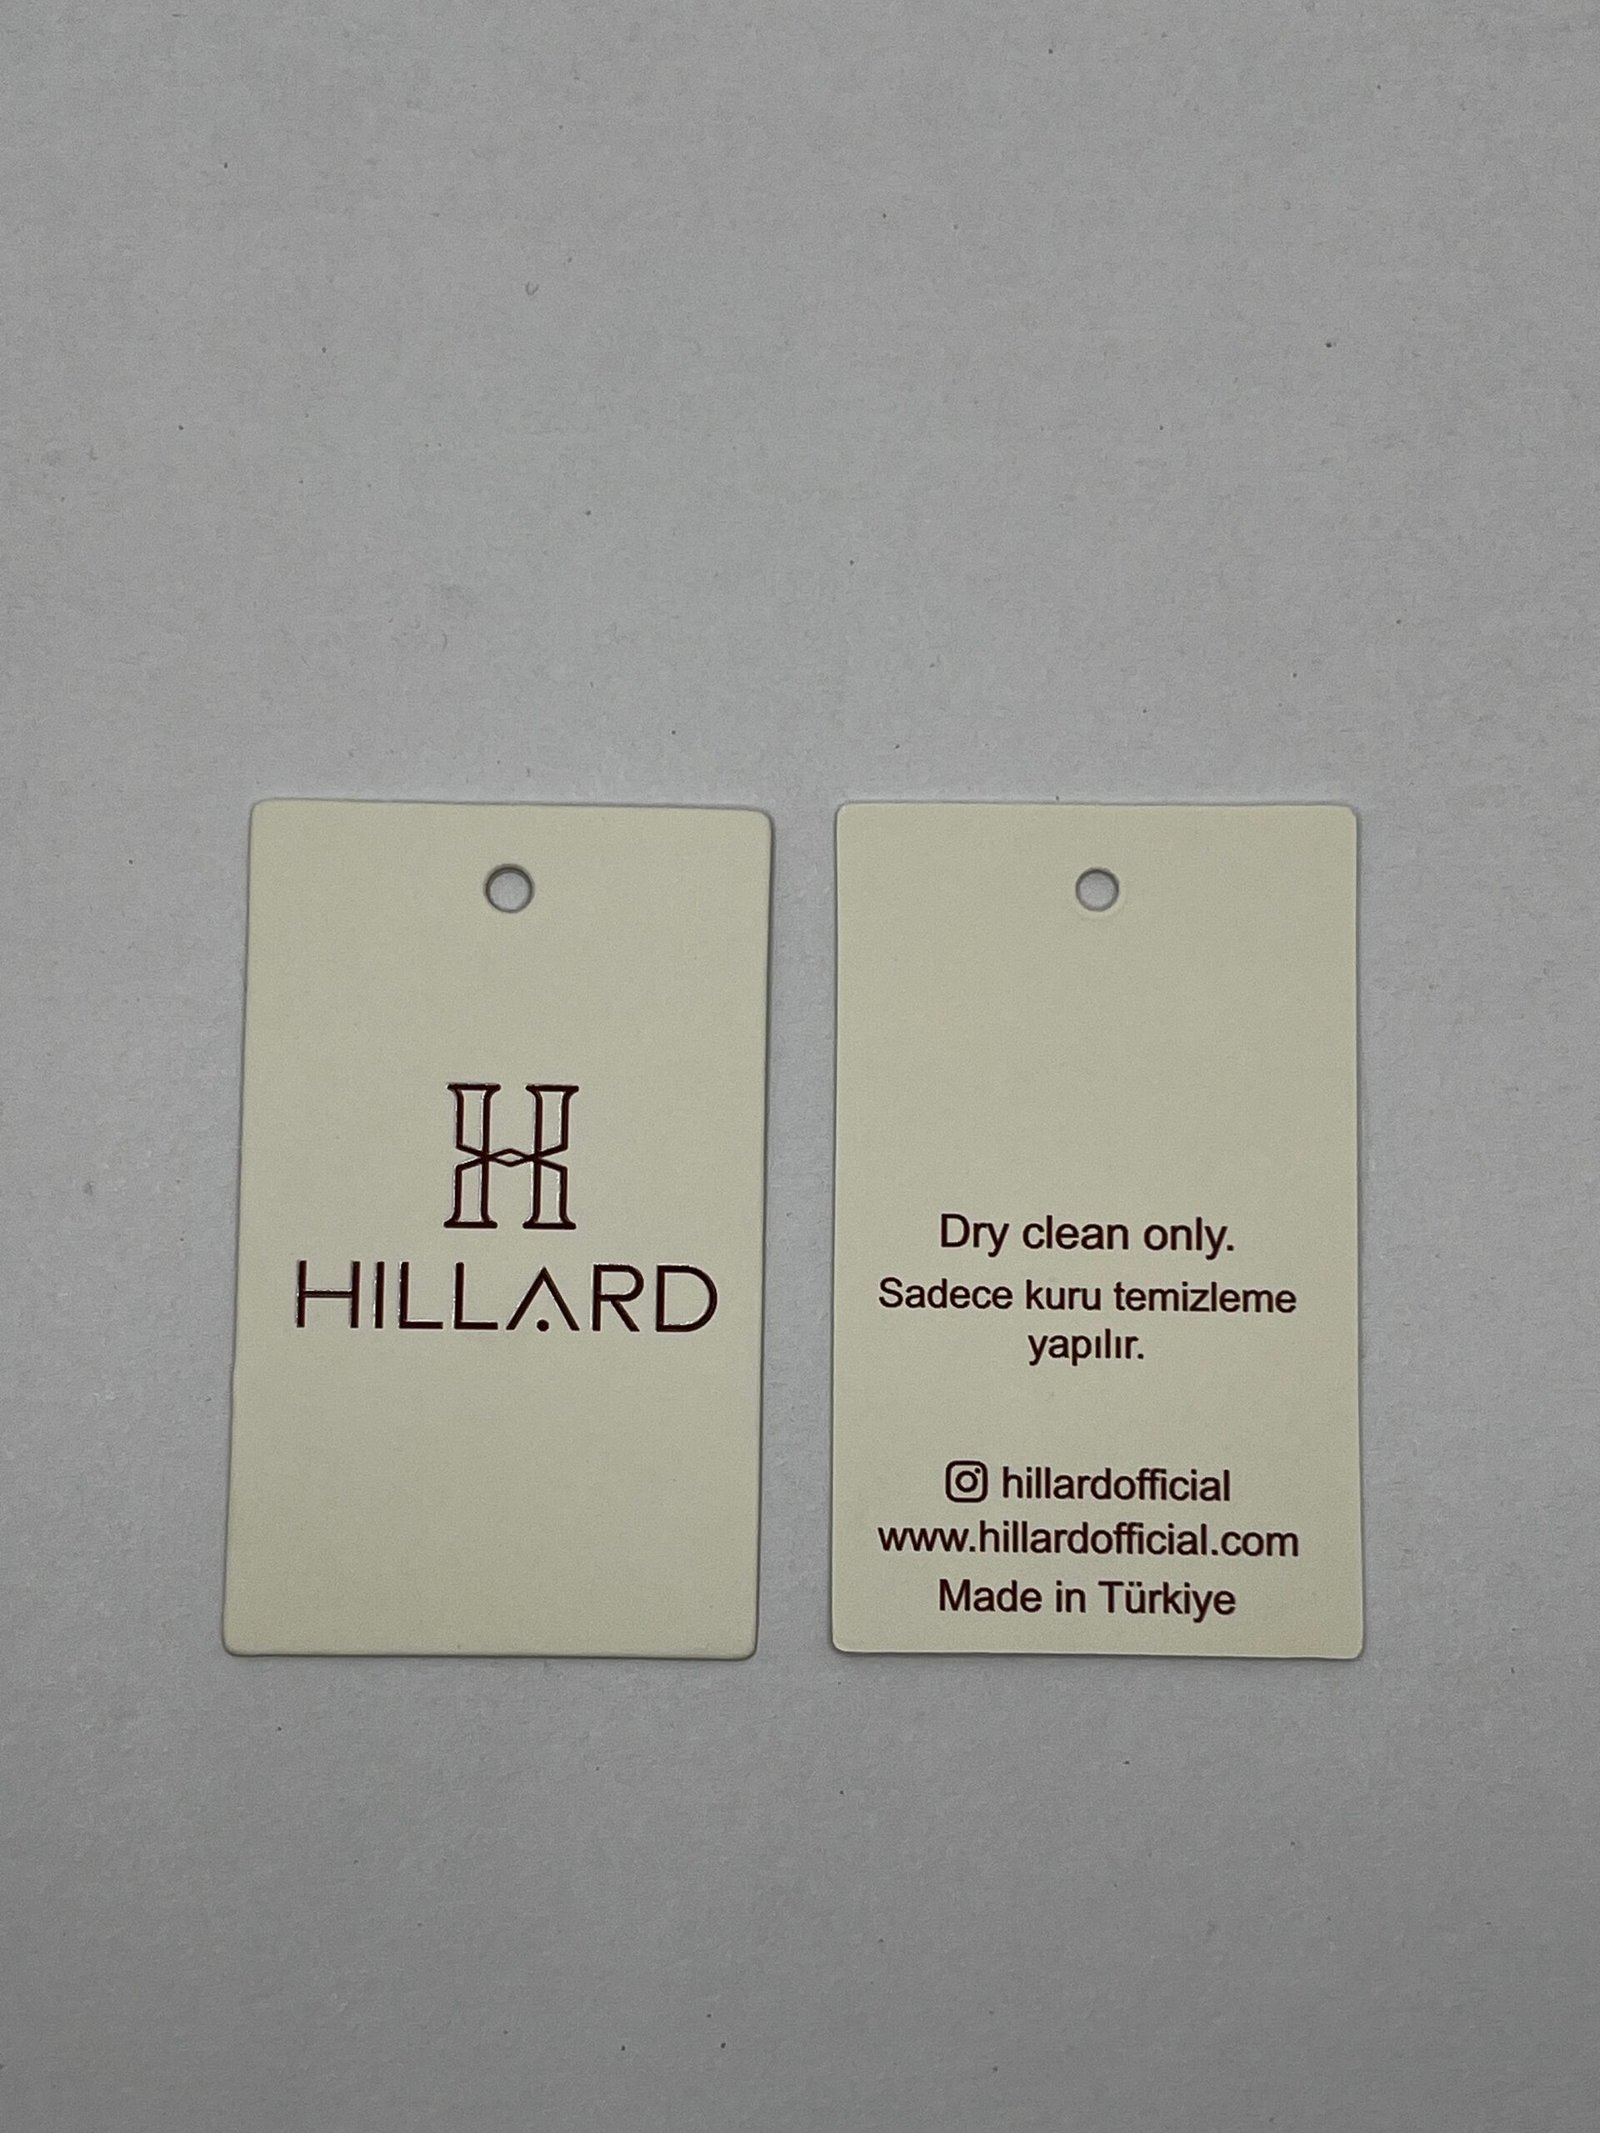 H
HILLARD
Dry clean only.
Sadece kuru temizleme
yapılır.
hillardofficial
www.hillardofficial.com
Made in Türkiye